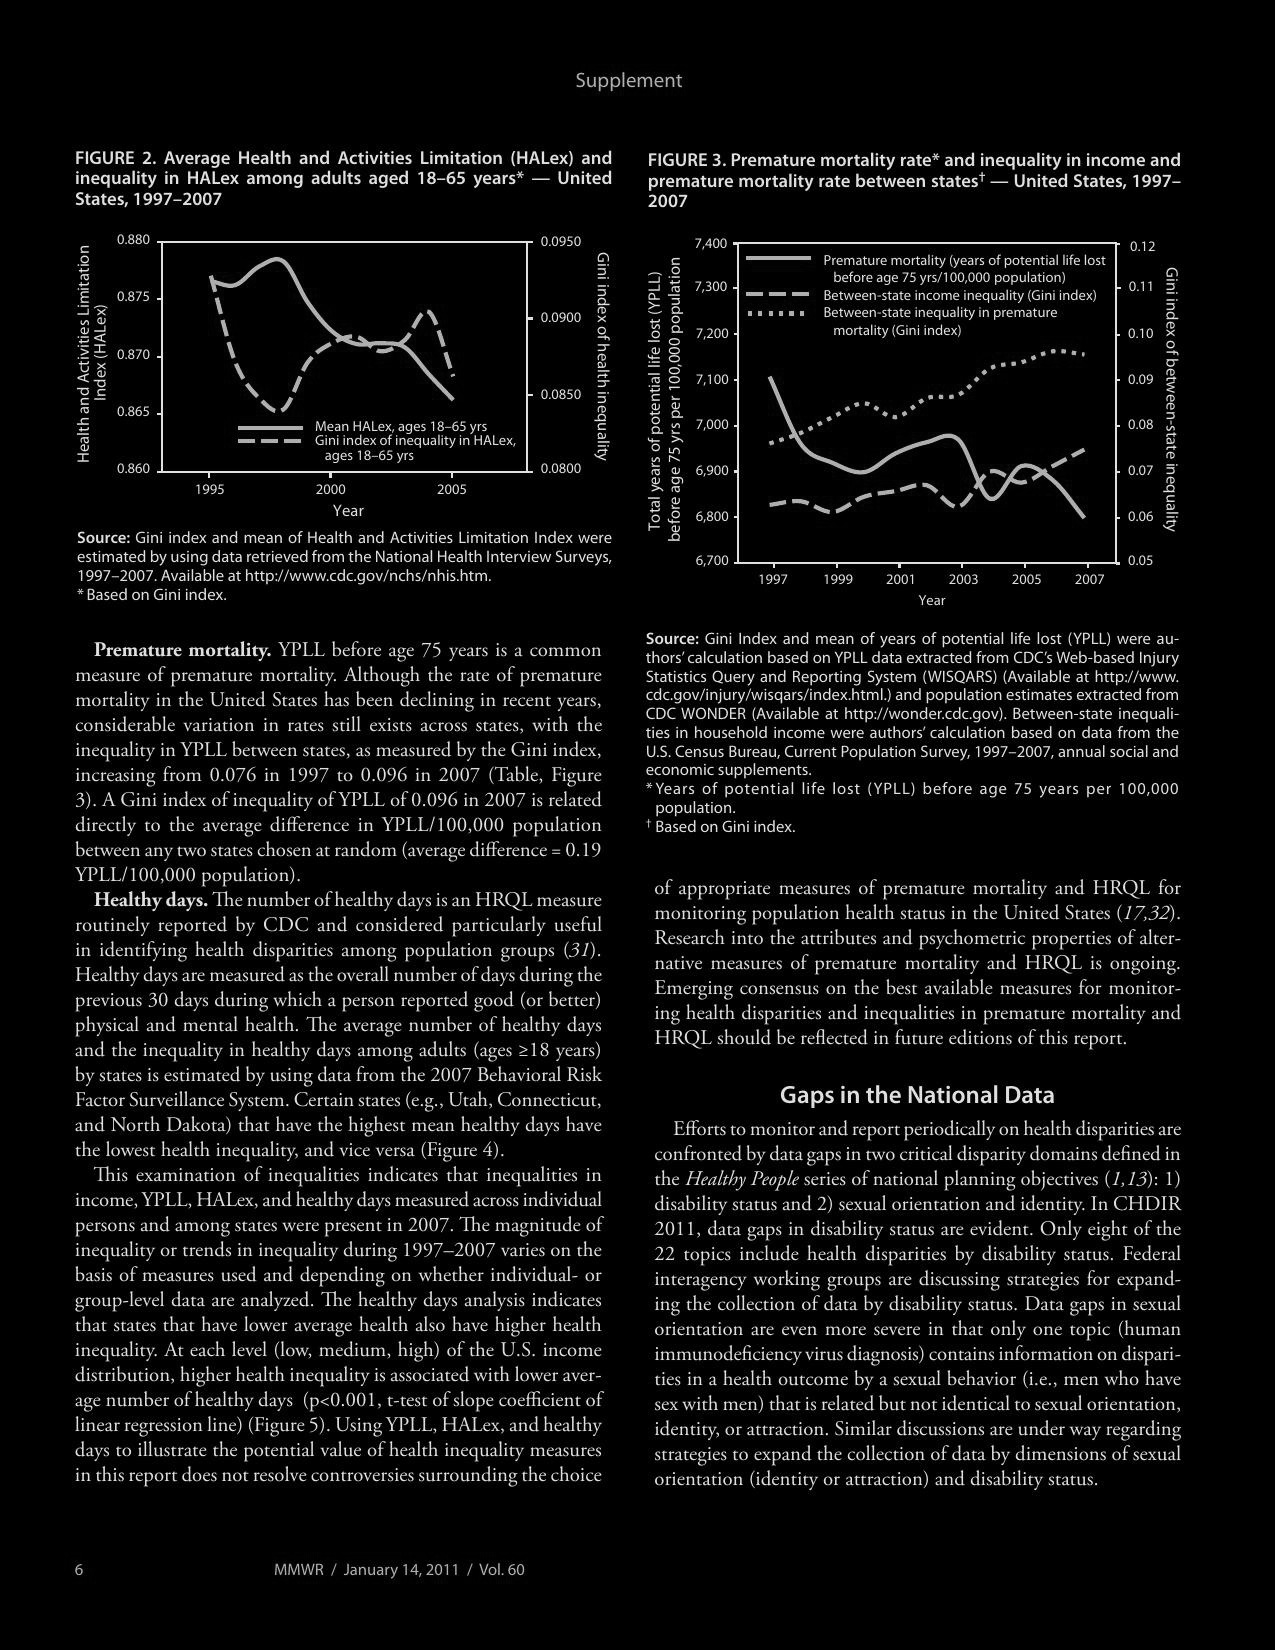 Supplement
FIGURE 2. Average Health and Activities Limitation (HALex) and
inequality in HALex among adults aged 18–65 years* — United
States, 1997–2007
Health and Activities Limitation
Index (HALex)
0.880
0.875
0.870
0.865
0.860
0.0950
0.0900
0.0850
0.0800
Gini index of health inequality
Mean HALex, ages 18–65 yrs
Gini index of inequality in HALex,
ages 18–65 yrs
1995
2000
2005
Year
Source: Gini index and mean of Health and Activities Limitation Index were
estimated by using data retrieved from the National Health Interview Surveys,
1997–2007. Available at http://www.cdc.gov/nchs/nhis.htm.
* Based on Gini index.
Premature mortality. YPLL before age 75 years is a common
measure of premature mortality. Although the rate of premature
mortality in the United States has been declining in recent years,
considerable variation in rates still exists across states, with the
inequality in YPLL between states, as measured by the Gini index,
increasing from 0.076 in 1997 to 0.096 in 2007 (Table, Figure
3). A Gini index of inequality of YPLL of 0.096 in 2007 is related
directly to the average difference in YPLL/100,000 population
between any two states chosen at random (average difference = 0.19
YPLL/100,000 population).
Healthy days. The number of healthy days is an HRQL measure
routinely reported by CDC and considered particularly useful
in identifying health disparities among population groups (31).
Healthy days are measured as the overall number of days during the
previous 30 days during which a person reported good (or better)
physical and mental health. The average number of healthy days
and the inequality in healthy days among adults (ages ≥18 years)
by states is estimated by using data from the 2007 Behavioral Risk
Factor Surveillance System. Certain states (e.g., Utah, Connecticut,
and North Dakota) that have the highest mean healthy days have
the lowest health inequality, and vice versa (Figure 4).
This examination of inequalities indicates that inequalities in
income, YPLL, HALex, and healthy days measured across individual
persons and among states were present in 2007. The magnitude of
inequality or trends in inequality during 1997–2007 varies on the
basis of measures used and depending on whether individual- or
group-level data are analyzed. The healthy days analysis indicates
that states that have lower average health also have higher health
inequality. At each level (low, medium, high) of the U.S. income
distribution, higher health inequality is associated with lower aver-
age number of healthy days (p<0.001, t-test of slope coefficient of
linear regression line) (Figure 5). Using YPLL, HALex, and healthy
days to illustrate the potential value of health inequality measures
in this report does not resolve controversies surrounding the choice
FIGURE 3. Premature mortality rate* and inequality in income and
premature mortality rate between states† — United States, 1997–
2007
Total years of potential life lost (YPLL)
before age 75 yrs per 100,000 population
7,400
7,300
7,200
7,100
7,000
6,900
6,800
6,700
Premature mortality (years of potential life lost
before age 75 yrs/100,000 population)
Between-state income inequality (Gini index)
Between-state inequality in premature
mortality (Gini index)
0.12
0.11
0.10
0.09
0.08
0.07
0.06
0.05
Gini index of between-state inequality
1997
1999
2001
2003
2005
2007
Year
Source: Gini Index and mean of years of potential life lost (YPLL) were au-
thors’ calculation based on YPLL data extracted from CDC’s Web-based Injury
Statistics Query and Reporting System (WISQARS) (Available at http://www.
cdc.gov/injury/wisqars/index.html.) and population estimates extracted from
CDC WONDER (Available at http://wonder.cdc.gov). Between-state inequali-
ties in household income were authors’ calculation based on data from the
U.S. Census Bureau, Current Population Survey, 1997–2007, annual social and
economic supplements.
* Years of potential life lost (YPLL) before age 75 years per 100,000
population.
† Based on Gini index.
of appropriate measures of premature mortality and HRQL for
monitoring population health status in the United States (17,32).
Research into the attributes and psychometric properties of alter-
native measures of premature mortality and HRQL is ongoing.
Emerging consensus on the best available measures for monitor-
ing health disparities and inequalities in premature mortality and
HRQL should be reflected in future editions of this report.
Gaps in the National Data
Efforts to monitor and report periodically on health disparities are
confronted by data gaps in two critical disparity domains defined in
the Healthy People series of national planning objectives (1,13): 1)
disability status and 2) sexual orientation and identity. In CHDIR
2011, data gaps in disability status are evident. Only eight of the
22 topics include health disparities by disability status. Federal
interagency working groups are discussing strategies for expand-
ing the collection of data by disability status. Data gaps in sexual
orientation are even more severe in that only one topic (human
immunodeficiency virus diagnosis) contains information on dispari-
ties in a health outcome by a sexual behavior (i.e., men who have
sex with men) that is related but not identical to sexual orientation,
identity, or attraction. Similar discussions are under way regarding
strategies to expand the collection of data by dimensions of sexual
orientation (identity or attraction) and disability status.
6
MMWR / January 14, 2011 / Vol. 60